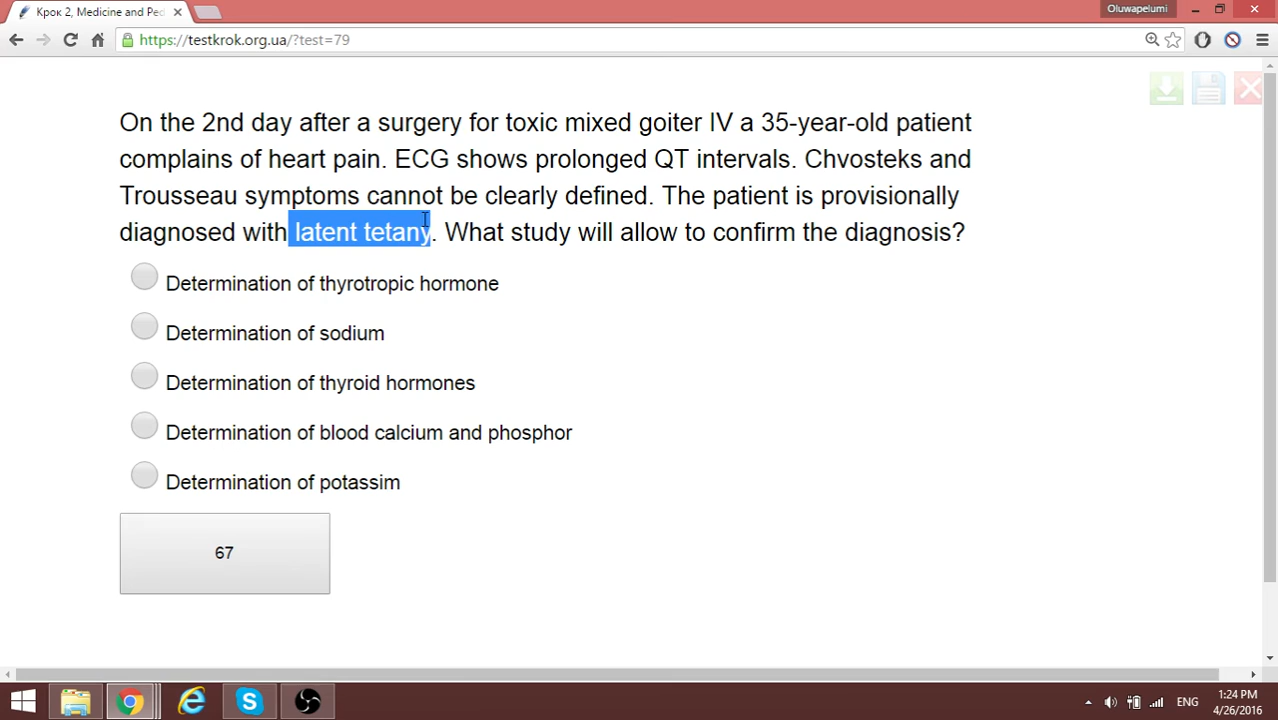 Крок 2, Medicine and Ped
Oluwapelumi
https://testkrok.org.ua/?test=79
On the 2nd day after a surgery for toxic mixed goiter IV a 35-year-old patient
complains of heart pain. ECG shows prolonged QT intervals. Chvosteks and
Trousseau symptoms cannot be clearly defined. The patient is provisionally
diagnosed with latent tetany. What study will allow to confirm the diagnosis?
Determination of thyrotropic hormone
Determination of sodium
Determination of thyroid hormones
Determination of blood calcium and phosphor
Determination of potassim
67
ENG
1:24 PM
4/26/2016